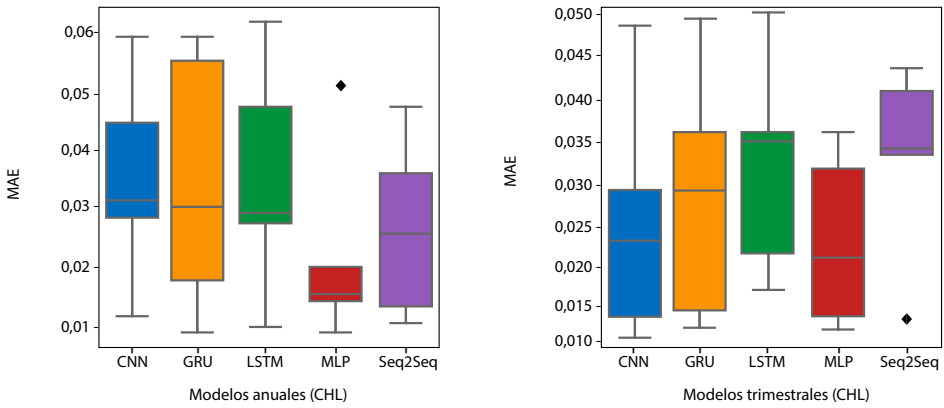 0,06
0,05
0,04
0,03
0,02
0,01
MAE
CNN GRU LSTM MLP Seq2Seq
Modelos anuales (CHL)
0,050
0,045
0,040
0,035
0,030
0,025
0,020
0,015
0,010
MAE
CNN GRU LSTM MLP Seq2Seq
Modelos trimestrales (CHL)